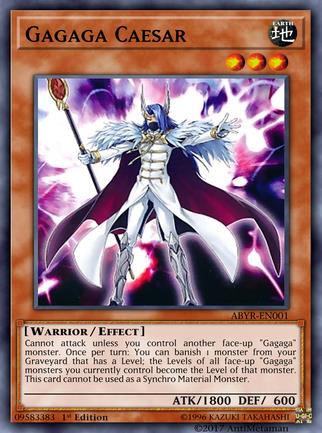 GAGAGA CAESAR
EARTH
地
ABYR-EN001
[WARRIOR / EFFECT]
Cannot attack unless you control another face-up "Gagaga"
monster. Once per turn: You can banish 1 monster from your
Graveyard that has a Level; the Levels of all face-up "Gagaga"
monsters you currently control become the Level of that monster.
This card cannot be used as a Synchro Material Monster.
ATK/1800 DEF/ 600
09583383 1st Edition ©1996 KAZUKI TAKAHASHI
©2017 AntiMetaman